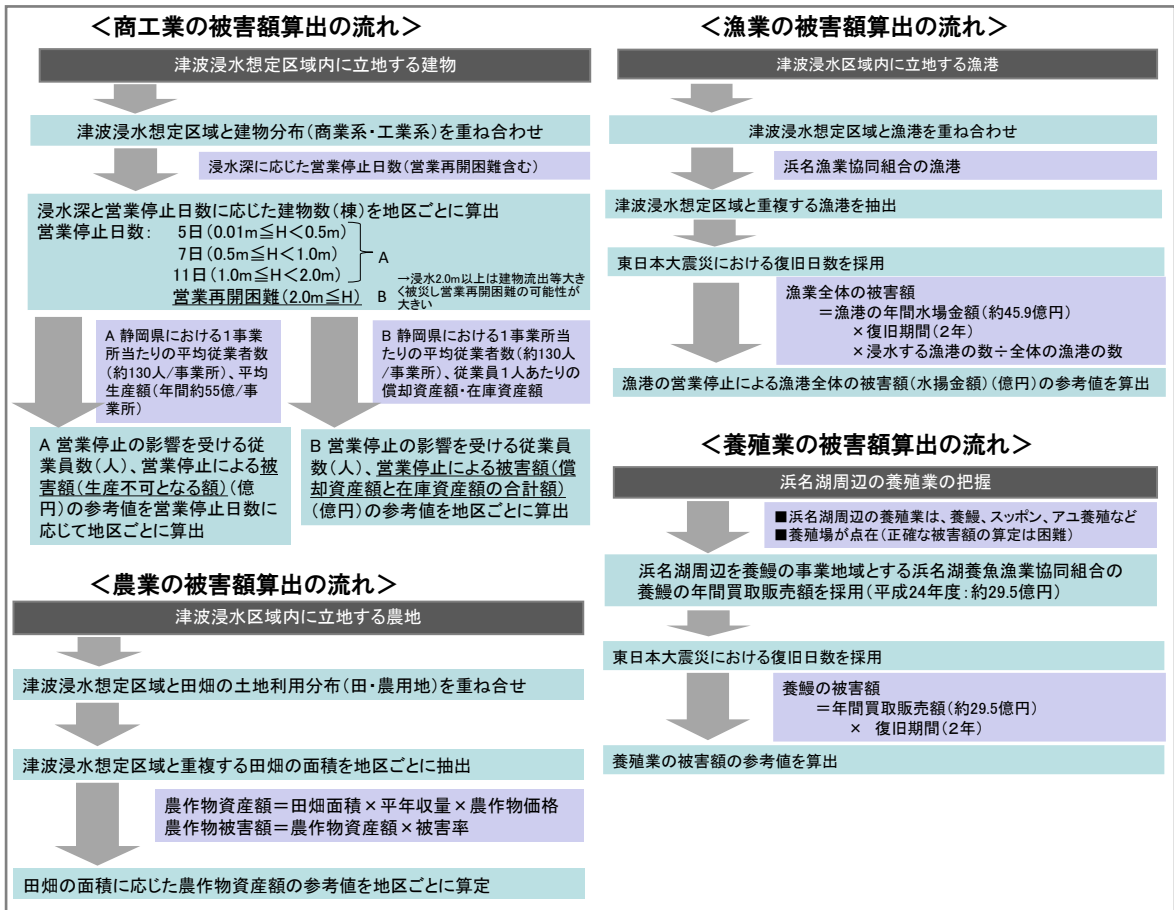 ＜商工業の被害額算出の流れ＞
津波浸水想定区域内に立地する建物
津波浸水想定区域と建物分布(商業系・工業系)を重ね合わせ
浸水深に応じた営業停止日数(営業再開困難含む)
浸水深と営業停止日数に応じた建物数(棟)を地区ごとに算出
営業停止日数： 5日(0.01m≦H＜0.5m)
7日(0.5m≦H＜1.0m)
11日(1.0m≦H＜2.0m)
A
営業再開困難(2.0m≦H)
B
→浸水2.0m以上は建物流出等大き
く被災し営業再開困難の可能性が
大きい
A 静岡県における１事業
所当たりの平均従業者数
(約130人/事業所)、平均
生産額(年間約55億/事
業所)
B 静岡県における１事業所当
たりの平均従業者数(約130人
/事業所)、従業員１人あたりの
償却資産額・在庫資産額
A 営業停止の影響を受ける従
業員数(人)、営業停止による被
害額(生産不可となる額)(億
円)の参考値を営業停止日数に
応じて地区ごとに算出
B 営業停止の影響を受ける従業員
数(人)、営業停止による被害額(償
却資産額と在庫資産額の合計額)
(億円)の参考値を地区ごとに算出
＜農業の被害額算出の流れ＞
津波浸水区域内に立地する農地
津波浸水想定区域と田畑の土地利用分布(田・農用地)を重ね合せ
津波浸水想定区域と重複する田畑の面積を地区ごとに抽出
農作物資産額＝田畑面積×平年収量×農作物価格
農作物被害額＝農作物資産額×被害率
田畑の面積に応じた農作物資産額の参考値を地区ごとに算定
＜漁業の被害額算出の流れ＞
津波浸水区域内に立地する漁港
津波浸水想定区域と漁港を重ね合わせ
浜名漁業協同組合の漁港
津波浸水想定区域と重複する漁港を抽出
東日本大震災における復旧日数を採用
漁業全体の被害額
＝漁港の年間水揚金額(約45.9億円)
×復旧期間(２年)
×浸水する漁港の数÷全体の漁港の数
漁港の営業停止による漁港全体の被害額(水揚金額)(億円)の参考値を算出
＜養殖業の被害額算出の流れ＞
浜名湖周辺の養殖業の把握
■浜名湖周辺の養殖業は、養鰻、スッポン、アユ養殖など
■養殖場が点在(正確な被害額の算定は困難)
浜名湖周辺を養鰻の事業地域とする浜名湖養魚漁業協同組合の
養鰻の年間買取販売額を採用(平成24年度：約29.5億円)
東日本大震災における復旧日数を採用
養鰻の被害額
＝年間買取販売額(約29.5億円)
× 復旧期間(２年)
養殖業の被害額の参考値を算出